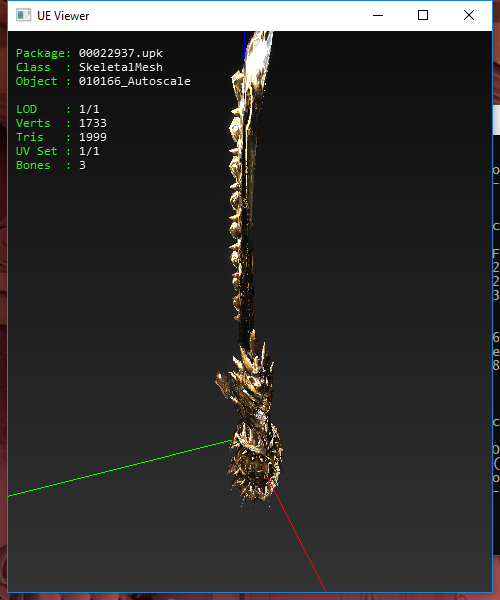 UE Viewer
Package: 00022937.upk
Class  : SkeletalMesh
Object : 010166_Autoscale
LOD    : 1/1
Verts  : 1733
Tris   : 1999
UV Set : 1/1
Bones  : 3